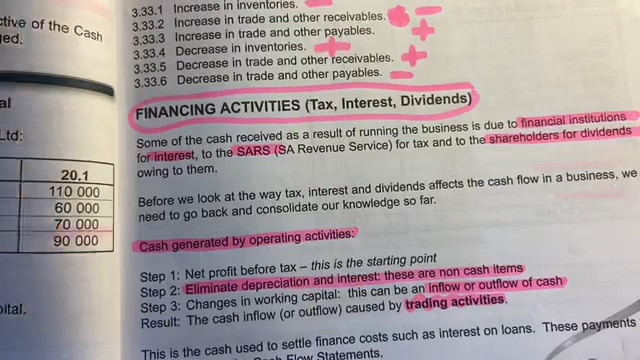 ctive of the Cash
ged.
al
Ltd:
20.1
110 000
60 000
70 000
90 000
pital.
3.33.1 Increase in inventories.
3.33.2 Increase in trade and other receivables.
3.33.3 Increase in trade and other payables.
3.33.4 Decrease in inventories.
3.33.5 Decrease in trade and other receivables.
3.33.6 Decrease in trade and other payables.
FINANCING ACTIVITIES (Tax, Interest, Dividends)
Some of the cash received as a result of running the business is due to financial institutions
for interest, to the SARS (SA Revenue Service) for tax and to the shareholders for dividends
owing to them.
Before we look at the way tax, interest and dividends affects the cash flow in a business, we
need to go back and consolidate our knowledge so far.
Cash generated by operating activities:
Step 1: Net profit before tax – this is the starting point
Step 2: Eliminate depreciation and interest: these are non cash items
Step 3: Changes in working capital: this can be an inflow or outflow of cash
Result: The cash inflow (or outflow) caused by trading activities.
This is the cash used to settle finance costs such as interest on loans. These payments
Flow Statements.